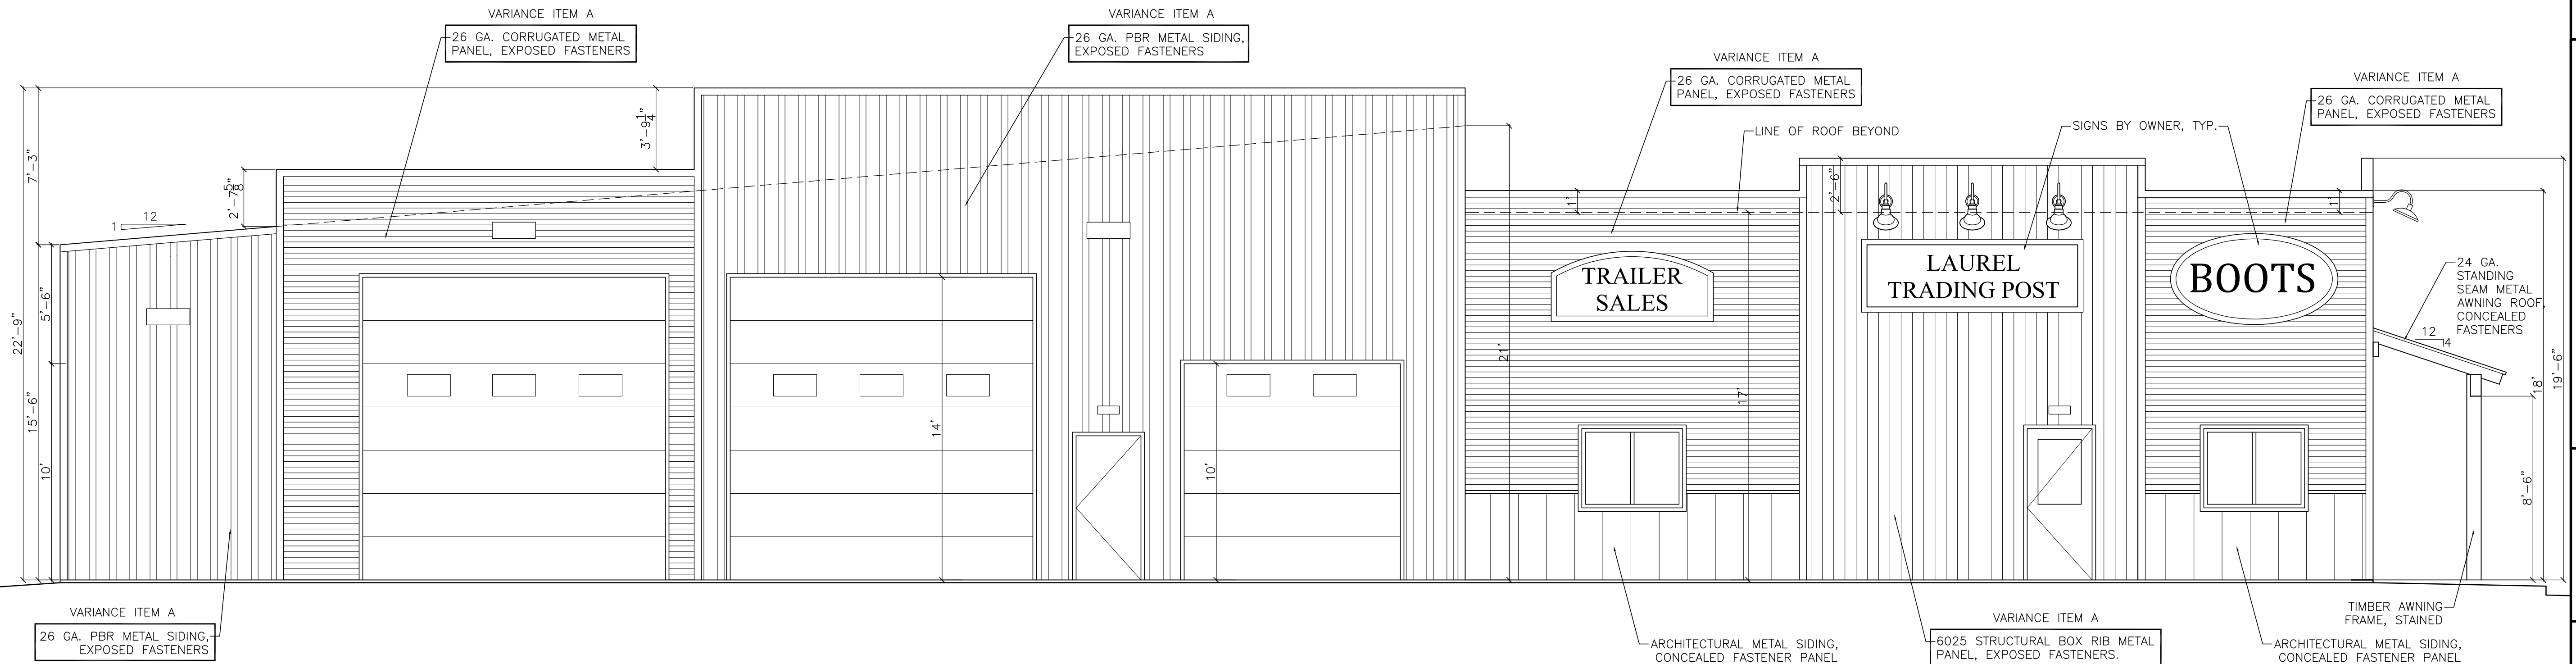 VARIANCE ITEM A
26 GA. CORRUGATED METAL
PANEL, EXPOSED FASTENERS
VARIANCE ITEM A
26 GA. PBR METAL SIDING,
EXPOSED FASTENERS
VARIANCE ITEM A
26 GA. CORRUGATED METAL
PANEL, EXPOSED FASTENERS
VARIANCE ITEM A
26 GA. CORRUGATED METAL
PANEL, EXPOSED FASTENERS
LINE OF ROOF BEYOND
SIGNS BY OWNER, TYP.
7'-3"
22'-9"
15'-6"
5'-6"
10'
12
1
2'-7 5/8"
3'-9 1/4"
14'
10'
21'
17'
1'
2'-6"
1'
TRAILER
SALES
LAUREL
TRADING POST
BOOTS
24 GA.
STANDING
SEAM METAL
AWNING ROOF,
CONCEALED
FASTENERS
12
4
18'
19'-6"
8'-6"
TIMBER AWNING
FRAME, STAINED
VARIANCE ITEM A
26 GA. PBR METAL SIDING,
EXPOSED FASTENERS
ARCHITECTURAL METAL SIDING,
CONCEALED FASTENER PANEL
VARIANCE ITEM A
6025 STRUCTURAL BOX RIB METAL
PANEL, EXPOSED FASTENERS.
ARCHITECTURAL METAL SIDING,
CONCEALED FASTENER PANEL